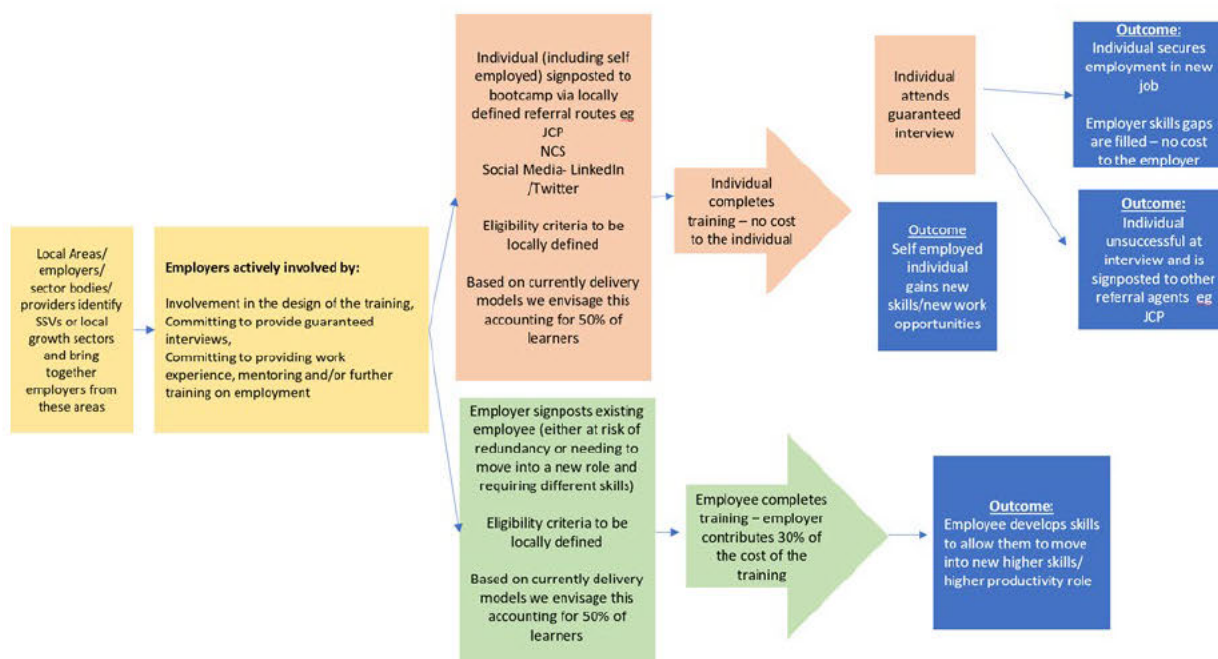 Local Areas/
employers/
sector bodies/
providers identify
SSVs or local
growth sectors
and bring
together
employers from
these areas
Employers actively involved by:
Involvement in the design of the training,
Committing to provide guaranteed
interviews,
Committing to providing work
experience, mentoring and/or further
training on employment
Individual (including self
employed) signposted to
bootcamp via locally
defined referral routes eg
JCP
NCS
Social Media- LinkedIn
/Twitter
Eligibility criteria to be
locally defined
Based on currently delivery
models we envisage this
accounting for 50% of
learners
Individual
completes
training – no cost
to the individual
Individual
attends
guaranteed
interview
Outcome
Self employed
individual
gains new
skills/new work
opportunities
Outcome:
Individual secures
employment in new
job
Employer skills gaps
are filled – no cost
to the employer
Outcome:
Individual
unsuccessful at
interview and is
signposted to other
referral agents eg
JCP
Employer signposts existing
employee (either at risk of
redundancy or needing to
move into a new role and
requiring different skills)
Eligibility criteria to be
locally defined
Based on currently delivery
models we envisage this
accounting for 50% of
learners
Employee completes
training – employer
contributes 30% of
the cost of the
training
Outcome:
Employee develops skills
to allow them to move
into new higher skills/
higher productivity role